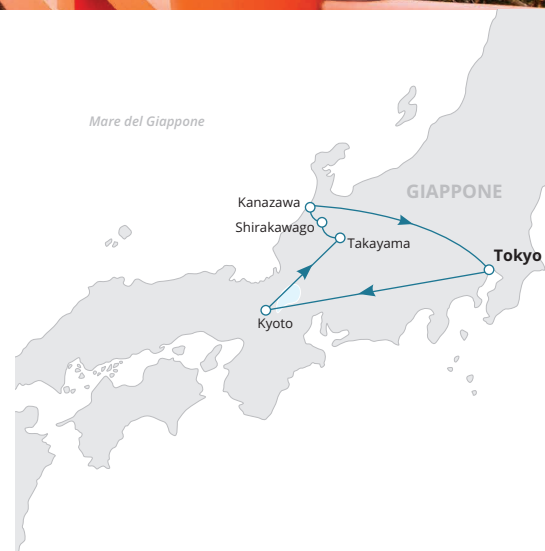 Mare del Giappone
GIAPPONE
Kanazawa
Shirakawago
Takayama
Tokyo
Kyoto